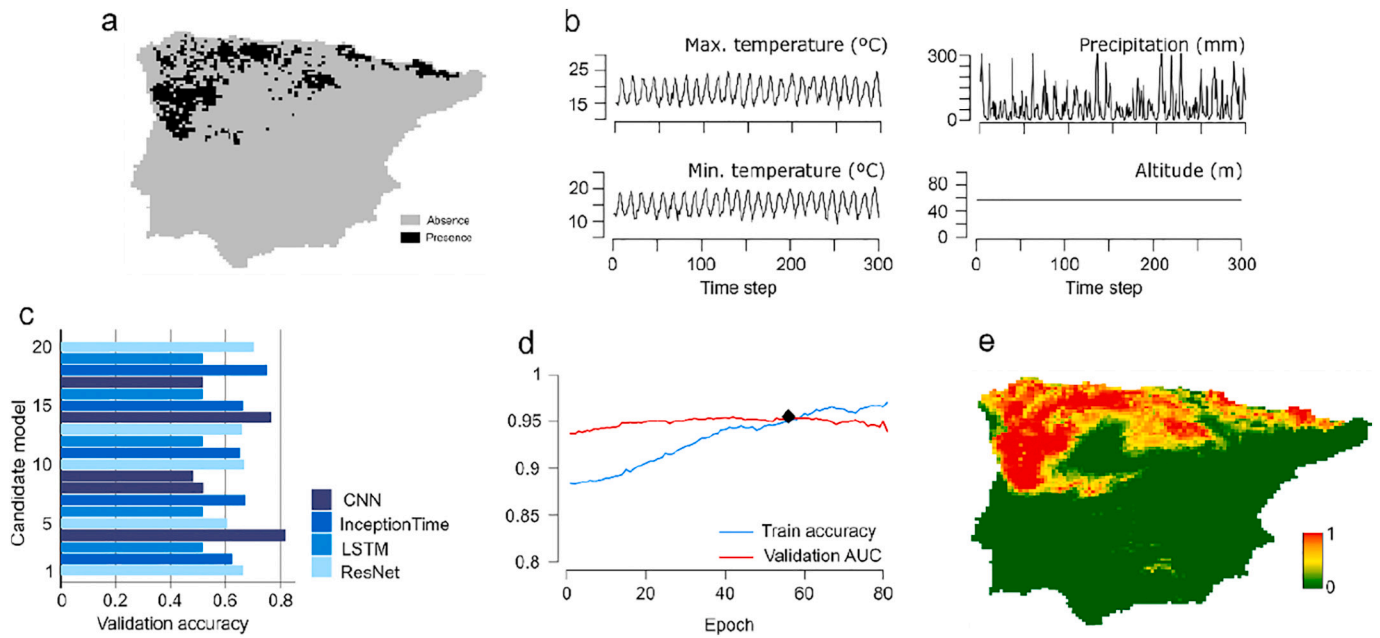 a
Absence
Presence
b
Max. temperature (ºC)
25
15
Precipitation (mm)
300
0
Min. temperature (ºC)
20
10
0 100 200 300
Time step
Altitude (m)
80
60
40
0
0 100 200 300
Time step
c
20
15
10
5
1
Candidate model
0 0.2 0.4 0.6 0.8
Validation accuracy
CNN
InceptionTime
LSTM
ResNet
d
1
0.95
0.9
0.85
0.8
Train accuracy
Validation AUC
0 20 40 60 80
Epoch
e
1
0